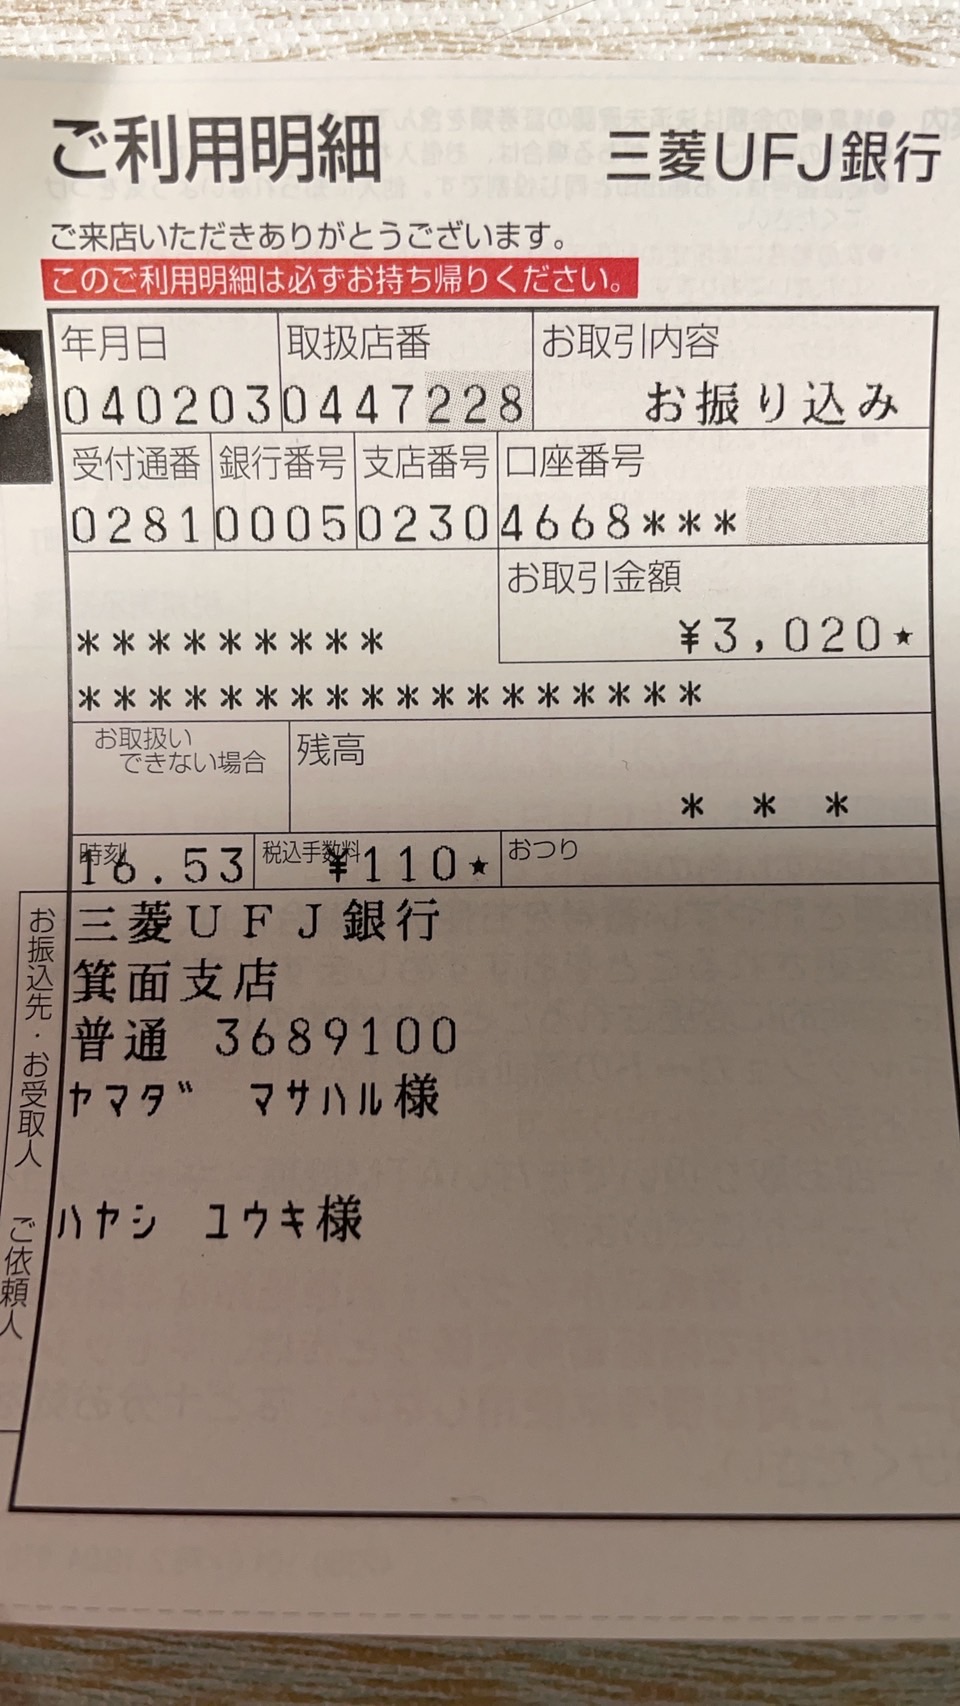 ご利用明細
三菱UFJ銀行
ご来店いただきありがとうございます。
このご利用明細は必ずお持ち帰りください。
年月日 取扱店番 お取引内容
040203 0447228 お振り込み
受付通番 銀行番号 支店番号 口座番号
0281 0005 0230 4668***
お取引金額
¥3,020★
*********
******************
お取扱い
できない場合
残高
* * *
時刻 税込手数料 おつり
16.53 ¥110★
お振込先・お受取人
三菱UFJ銀行
箕面支店
普通 3689100
ヤマダ゛ マサハル様
ご依頼人
ハヤシ ユウキ様